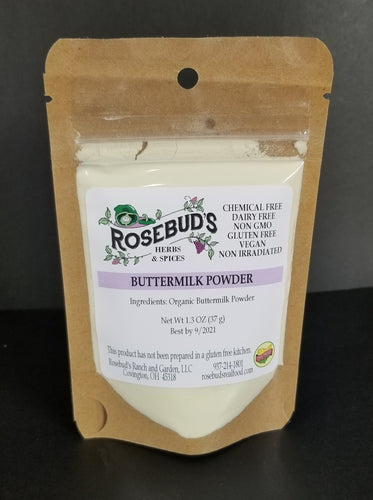 ROSEBUD'S
HERBS
& SPICES
CHEMICAL FREE
DAIRY FREE
NON GMO
GLUTEN FREE
VEGAN
NON IRRADIATED
BUTTERMILK POWDER
Ingredients: Organic Buttermilk Powder
Net Wt 1.3 OZ (37 g)
Best by 9/2021
This product has not been prepared in a gluten free kitchen.
Rosebud's Ranch and Garden, LLC
Covington, OH 45318
937-214-1801
rosebudsrealfood.com